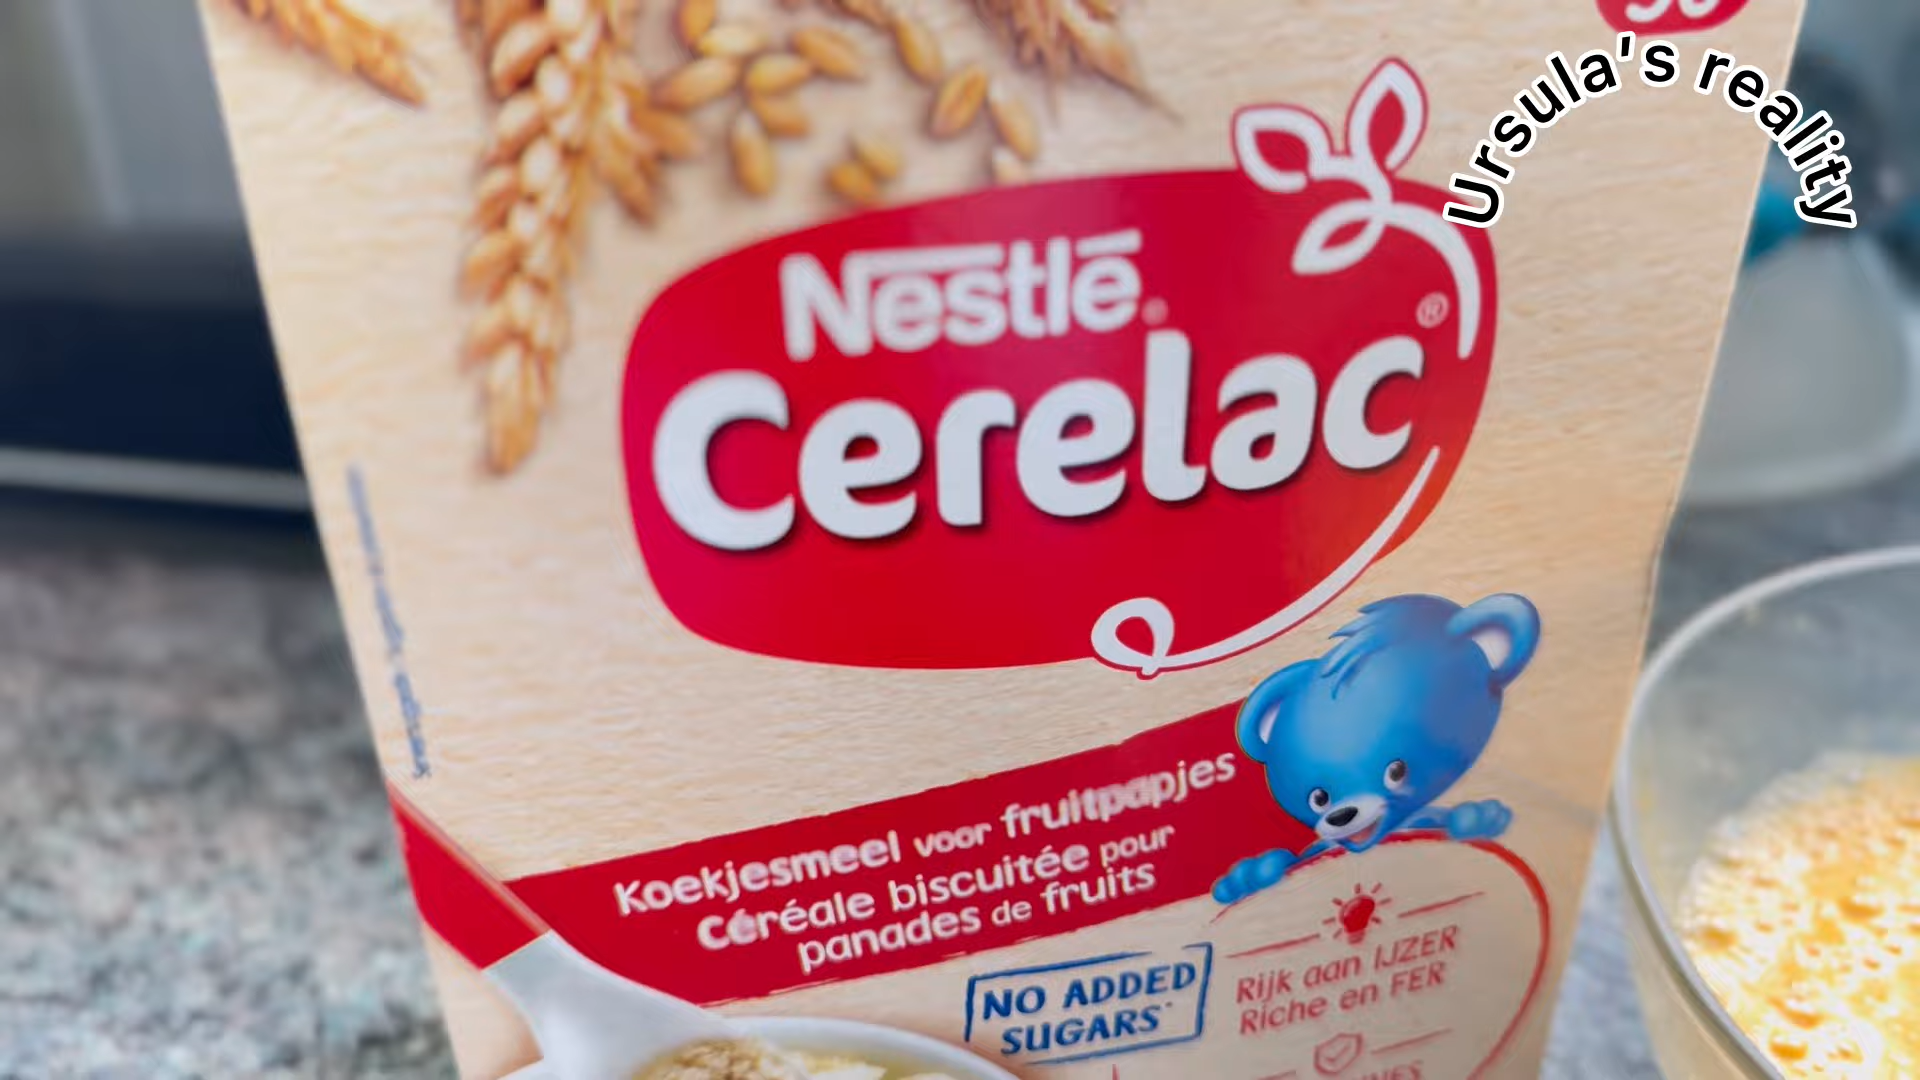 Ursula's reality
Nestlē
Cerelac
®
Koekjesmeel voor fruitpapjes
Céréale biscuitée pour
panades de fruits
NO ADDED
SUGARS*
Rijk aan IJZER
Riche en FER